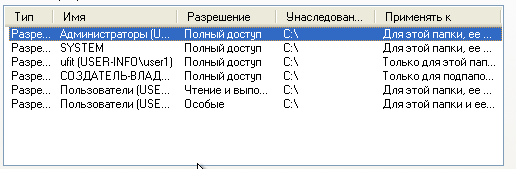 Тип Имя Разрешение Унаследован... Применять к
Разре... Администраторы (U... Полный доступ C:\ Для этой папки, ее ...
Разре... SYSTEM Полный доступ C:\ Для этой папки, ее ...
Разре... ufit (USER-INFO\user1) Полный доступ C:\ Только для этой пап...
Разре... СОЗДАТЕЛЬ-ВЛАД... Полный доступ C:\ Только для подпапо...
Разре... Пользователи (USE... Чтение и выпо... C:\ Для этой папки, ее ...
Разре... Пользователи (USE... Особые C:\ Для этой папки и ее...